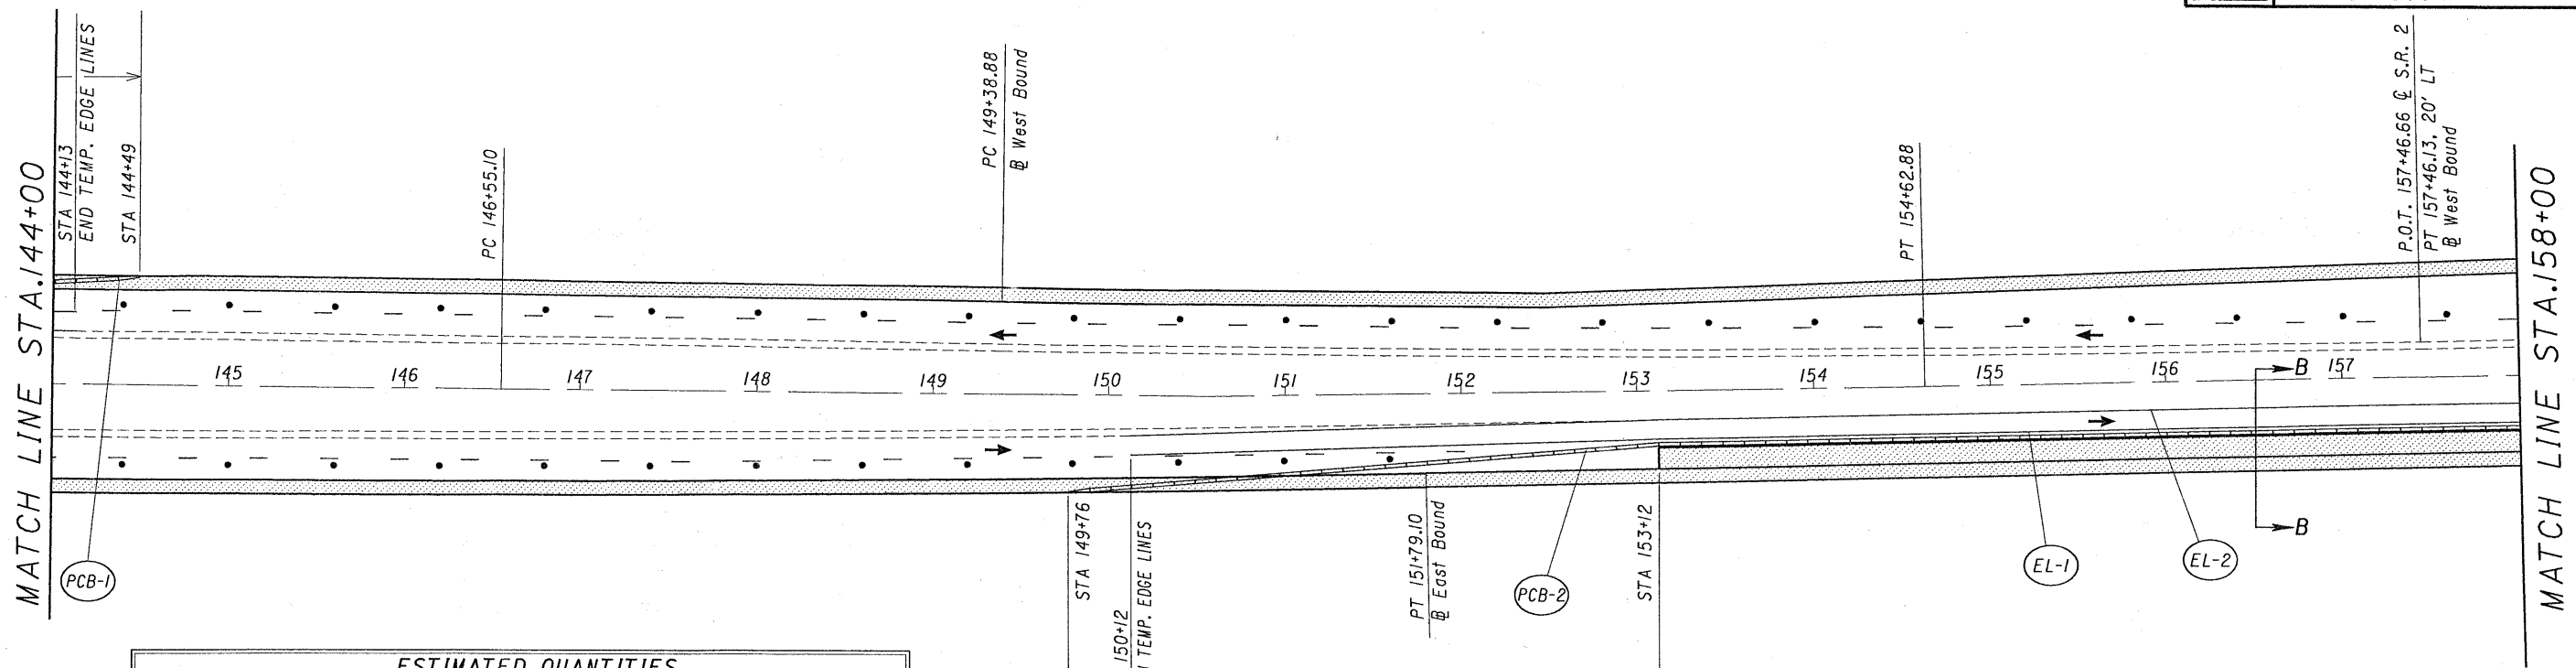 MATCH LINE STA.144+00
STA 144+13
END TEMP. EDGE LINES
STA 144+49
PC 146+55.10
PC 149+38.88
℄ West Bound
PT 154+62.88
P.O.T. 157+46.66 ℄ S.R. 2
PT 157+46.13, 20' LT
℄ West Bound
MATCH LINE STA.158+00
145 146 147 148 149 150 151 152 153 154 155 156 157
B
B
PCB-1
STA 149+76
150+12
TEMP. EDGE LINES
PT 151+79.10
℄ East Bound
PCB-2
STA 153+12
EL-1
EL-2
ESTIMATED QUANTITIES